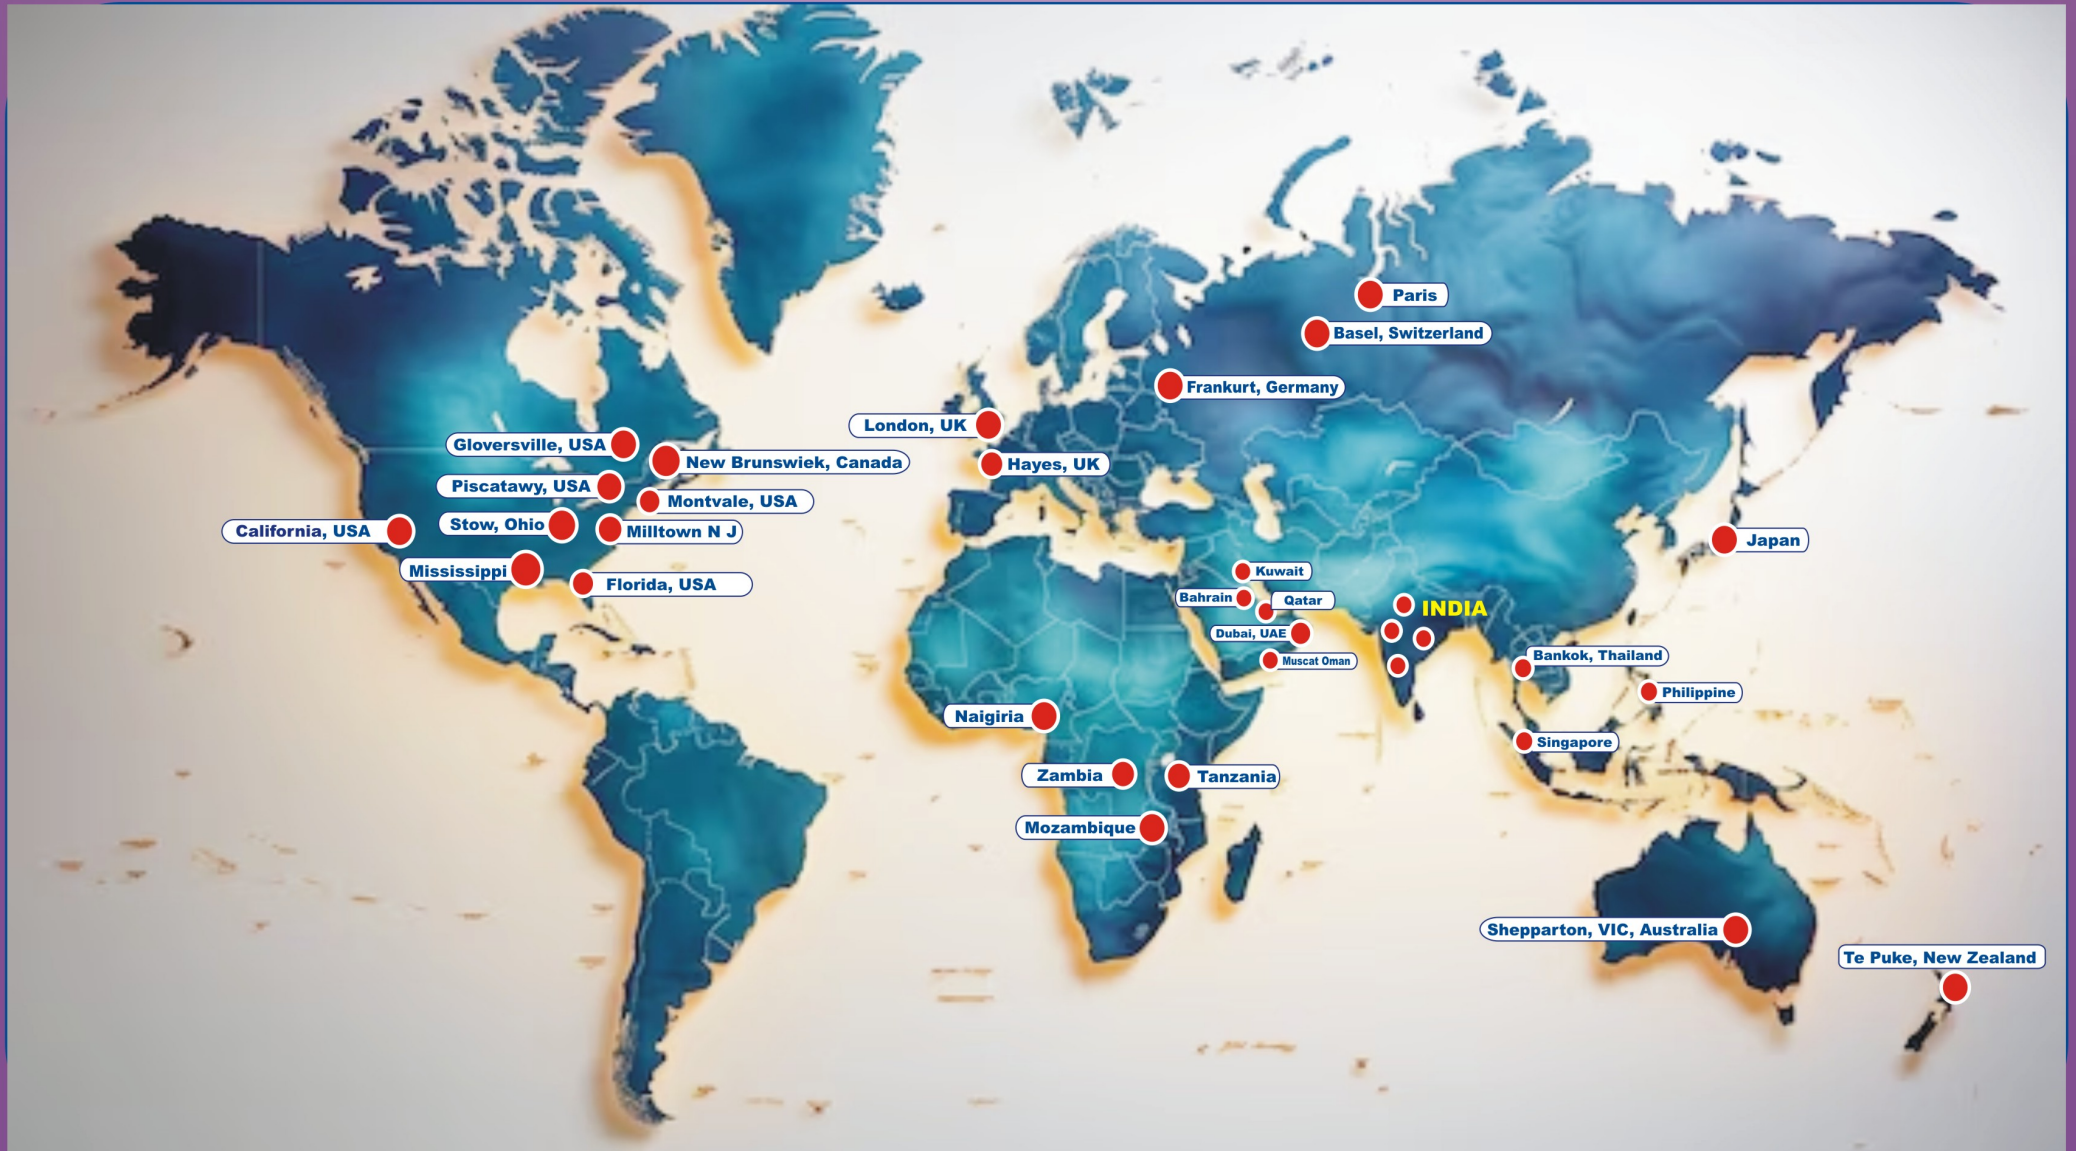 Paris
Basel, Switzerland
Frankurt, Germany
London, UK
Gloversville, USA
New Brunswiek, Canada
Hayes, UK
Piscatawy, USA
Montvale, USA
Stow, Ohio
California, USA
Milltown N J
Japan
Mississippi
Florida, USA
Kuwait
Bahrain
Qatar
INDIA
Dubai, UAE
Muscat Oman
Bankok, Thailand
Philippine
Naigiria
Singapore
Zambia
Tanzania
Mozambique
Shepparton, VIC, Australia
Te Puke, New Zealand